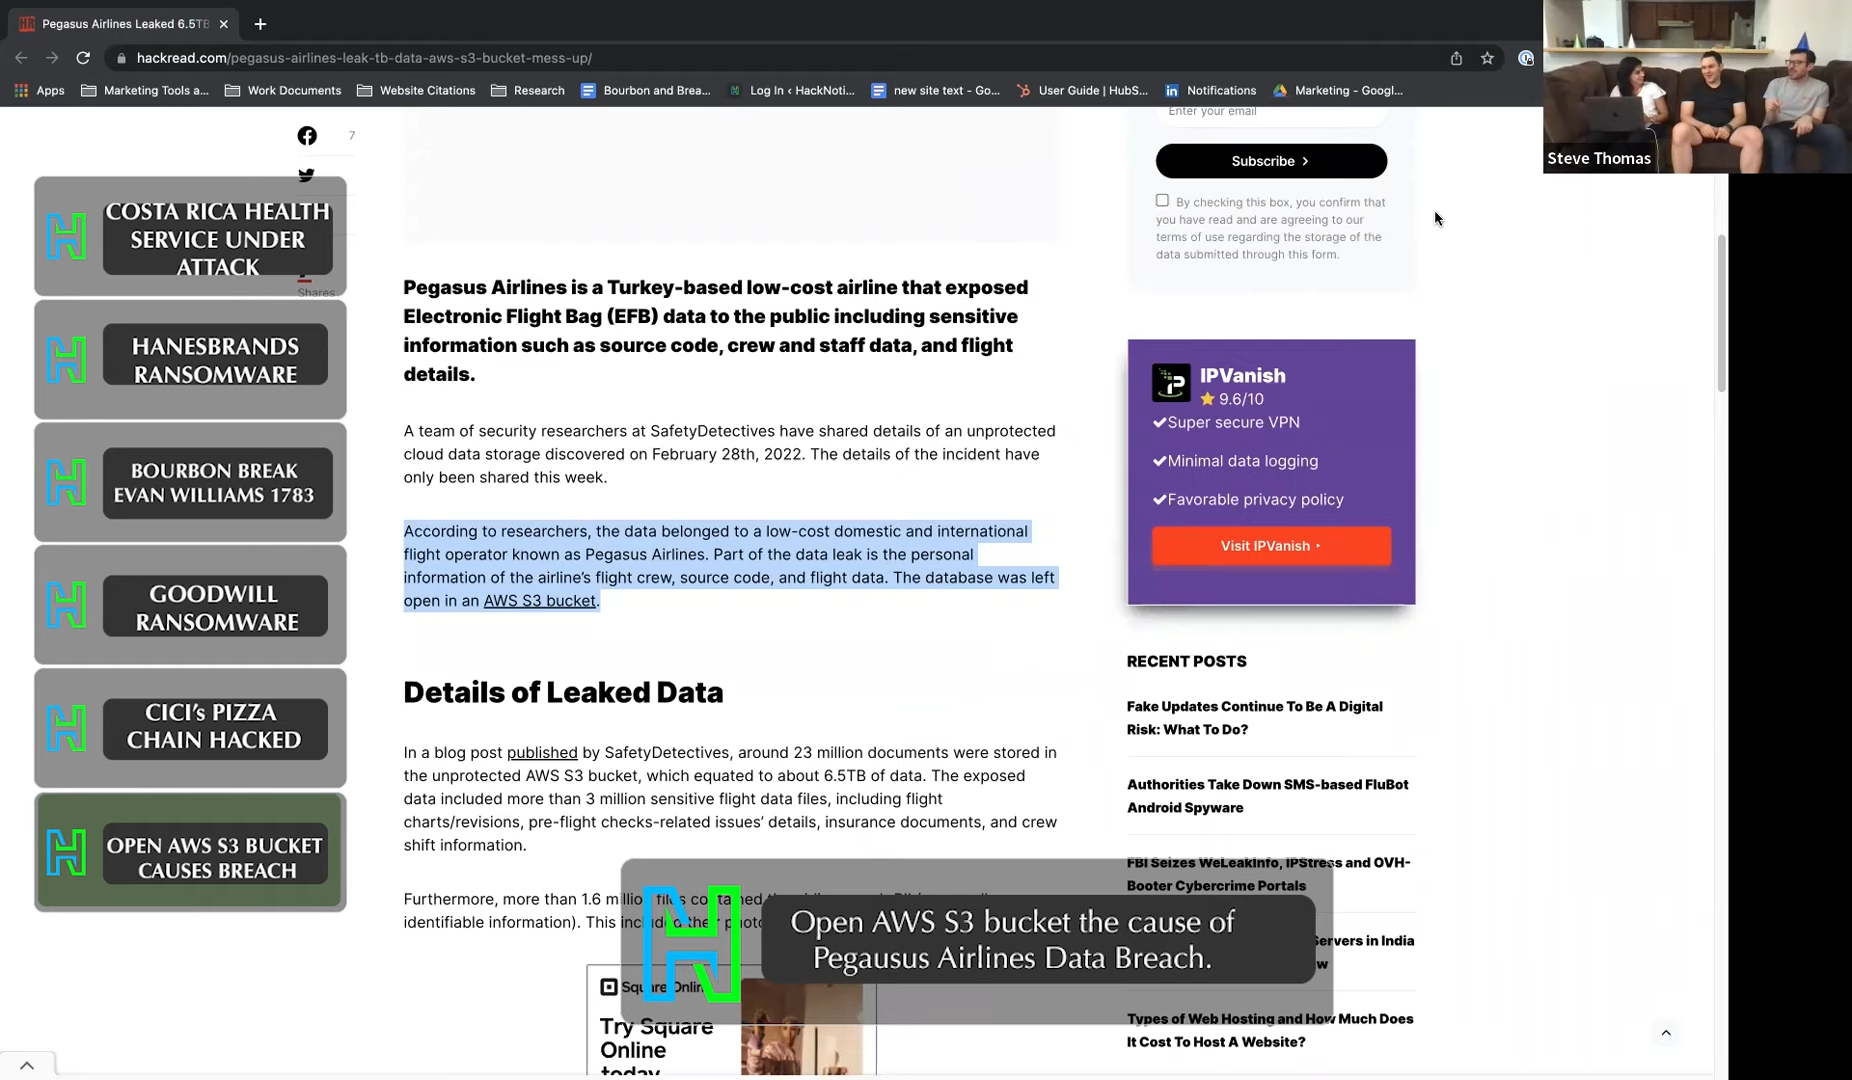 Pegasus Airlines Leaked 6.5TB
hackread.com/pegasus-airlines-leak-tb-data-aws-s3-bucket-mess-up/
Apps
Marketing Tools a...
Work Documents
Website Citations
Research
Bourbon and Brea...
Log In ‹ HackNoti...
new site text - Go...
User Guide | HubS...
Notifications
Marketing - Googl...
Steve Thomas
7
Shares
COSTA RICA HEALTH
SERVICE UNDER
ATTACK
HANESBRANDS
RANSOMWARE
BOURBON BREAK
EVAN WILLIAMS 1783
GOODWILL
RANSOMWARE
CICI's PIZZA
CHAIN HACKED
OPEN AWS S3 BUCKET
CAUSES BREACH
Pegasus Airlines is a Turkey-based low-cost airline that exposed
Electronic Flight Bag (EFB) data to the public including sensitive
information such as source code, crew and staff data, and flight
details.
A team of security researchers at SafetyDetectives have shared details of an unprotected
cloud data storage discovered on February 28th, 2022. The details of the incident have
only been shared this week.
According to researchers, the data belonged to a low-cost domestic and international
flight operator known as Pegasus Airlines. Part of the data leak is the personal
information of the airline's flight crew, source code, and flight data. The database was left
open in an AWS S3 bucket.
Details of Leaked Data
In a blog post published by SafetyDetectives, around 23 million documents were stored in
the unprotected AWS S3 bucket, which equated to about 6.5TB of data. The exposed
data included more than 3 million sensitive flight data files, including flight
charts/revisions, pre-flight checks-related issues' details, insurance documents, and crew
shift information.
Furthermore, more than 1.6 million files contained
identifiable information). This included their
Open AWS S3 bucket the cause of
Pegausus Airlines Data Breach.
Square Online
Try Square
Online
today
Enter your email
Subscribe
By checking this box, you confirm that
you have read and are agreeing to our
terms of use regarding the storage of the
data submitted through this form.
IPVanish
9.6/10
Super secure VPN
Minimal data logging
Favorable privacy policy
Visit IPVanish
RECENT POSTS
Fake Updates Continue To Be A Digital
Risk: What To Do?
Authorities Take Down SMS-based FluBot
Android Spyware
FBI Seizes WeLeakInfo, IPStress and OVH-
Booter Cybercrime Portals
Servers in India
Types of Web Hosting and How Much Does
It Cost To Host A Website?